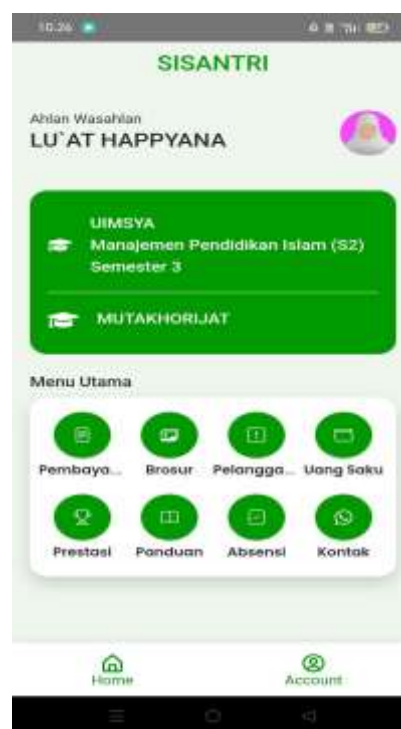 10.26
SISANTRI
Ahlan Wasahlan
LU`AT HAPPYANA
UIMSYA
Manajemen Pendidikan Islam (S2)
Semester 3
MUTAKHORIJAT
Menu Utama
Pembaya... Brosur Pelangga... Uang Saku
Prestasi Panduan Absensi Kontak
Home Account